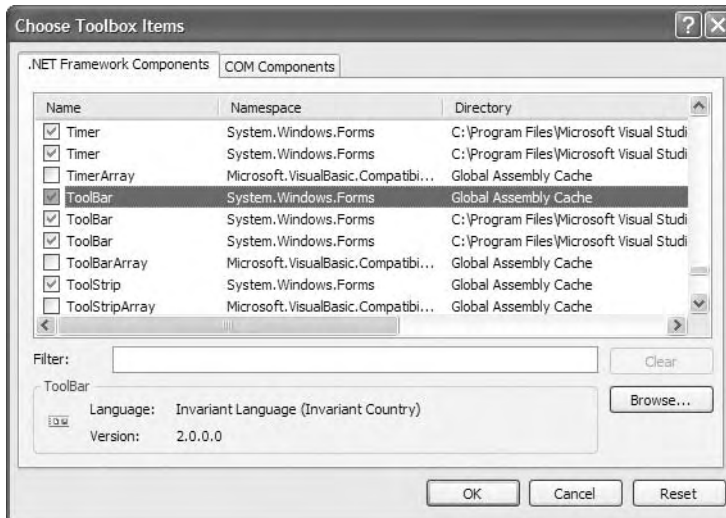 Choose Toolbox Items
.NET Framework Components COM Components
Name Namespace Directory
Timer System.Windows.Forms C:\Program Files\Microsoft Visual Studi
Timer System.Windows.Forms C:\Program Files\Microsoft Visual Studi
TimerArray Microsoft.VisualBasic.Compatibi... Global Assembly Cache
ToolBar System.Windows.Forms Global Assembly Cache
ToolBar System.Windows.Forms C:\Program Files\Microsoft Visual Studi
ToolBar System.Windows.Forms C:\Program Files\Microsoft Visual Studi
ToolBarArray Microsoft.VisualBasic.Compatibi... Global Assembly Cache
ToolStrip System.Windows.Forms Global Assembly Cache
ToolStripArray Microsoft.VisualBasic.Compatibi... Global Assembly Cache
Filter: Clear
ToolBar
Language: Invariant Language (Invariant Country)
Browse...
Version: 2.0.0.0
OK Cancel Reset